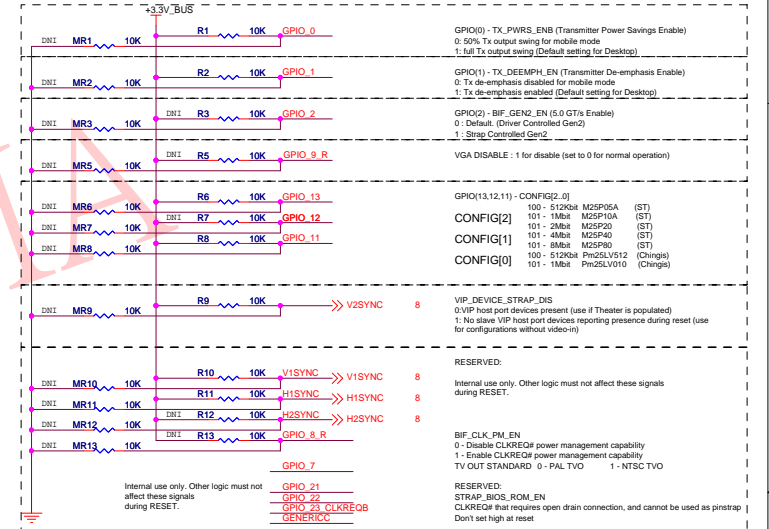 +3.3V_BUS
R1 10K GPIO_0
DNI MR1 10K
GPIO(0) - TX_PWRS_ENB (Transmitter Power Savings Enable)
0: 50% Tx output swing for mobile mode
1: full Tx output swing (Default setting for Desktop)
R2 10K GPIO_1
DNI MR2 10K
GPIO(1) - TX_DEEMPH_EN (Transmitter De-emphasis Enable)
0: Tx de-emphasis disabled for mobile mode
1: Tx de-emphasis enabled (Default setting for Desktop)
DNI R3 10K GPIO_2
DNI MR3 10K
GPIO(2) - BIF_GEN2_EN (5.0 GT/s Enable)
0 : Default. (Driver Controlled Gen2)
1 : Strap Controlled Gen2
DNI R5 10K GPIO_9_R
MR5 10K
VGA DISABLE : 1 for disable (set to 0 for normal operation)
R6 10K GPIO_13
DNI MR6 10K
DNI R7 10K GPIO_12
MR7 10K
R8 10K GPIO_11
DNI MR8 10K
GPIO(13,12,11) - CONFIG[2..0]
CONFIG[2]
CONFIG[1]
CONFIG[0]
100 - 512Kbit M25P05A (ST)
101 - 1Mbit M25P10A (ST)
101 - 2Mbit M25P20 (ST)
101 - 4Mbit M25P40 (ST)
101 - 8Mbit M25P80 (ST)
100 - 512Kbit Pm25LV512 (Chingis)
101 - 1Mbit Pm25LV010 (Chingis)
R9 10K V2SYNC 8
DNI MR9 10K
VIP_DEVICE_STRAP_DIS
0:VIP host port devices present (use if Theater is populated)
1: No slave VIP host port devices reporting presence during reset (use
for configurations without video-in)
R10 10K V1SYNC V1SYNC 8
DNI MR10 10K
R11 10K H1SYNC H1SYNC 8
DNI MR11 10K
DNI R12 10K H2SYNC H2SYNC 8
MR12 10K
DNI R13 10K GPIO_8_R
DNI MR13 10K
RESERVED:
Internal use only. Other logic must not affect these signals
during RESET.
BIF_CLK_PM_EN
0 - Disable CLKREQ# power management capability
1 - Enable CLKREQ# power management capability
GPIO_7
TV OUT STANDARD 0 - PAL TVO 1 - NTSC TVO
Internal use only. Other logic must not
affect these signals
during RESET.
GPIO_21
GPIO_22
GPIO_23_CLKREQB
GENERICC
RESERVED:
STRAP_BIOS_ROM_EN
CLKREQ# that requires open drain connection, and cannot be used as pinstrap
Don't set high at reset